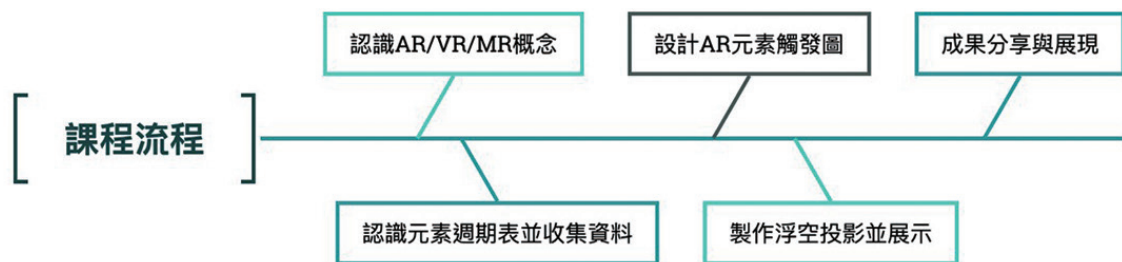 課程流程
認識AR/VR/MR概念
認識元素週期表並收集資料
設計AR元素觸發圖
製作浮空投影並展示
成果分享與展現